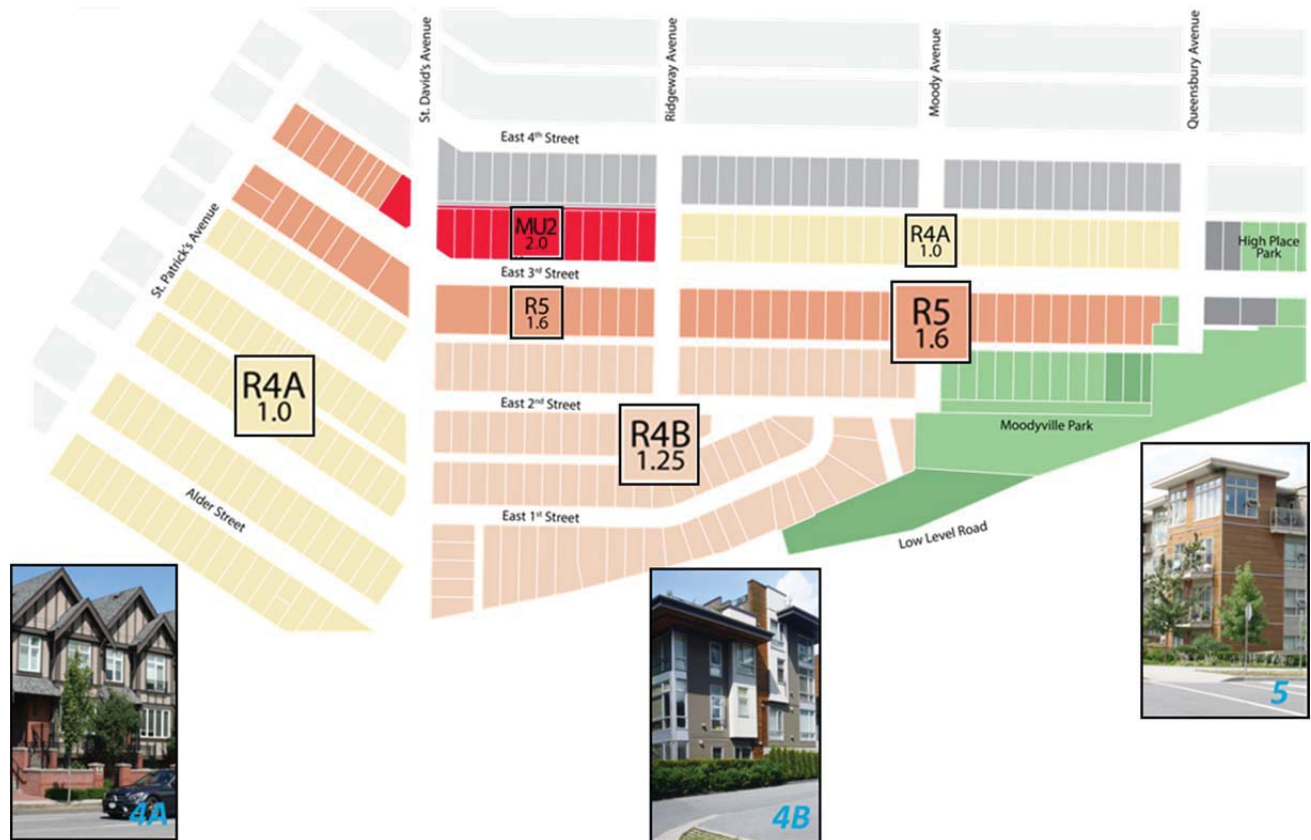 St. David's Avenue
Ridgeway Avenue
Moody Avenue
Queensbury Avenue
East 4th Street
MU2
2.0
R4A
1.0
High Place
Park
St. Patrick's Avenue
East 3rd Street
R5
1.6
R5
1.6
R4A
1.0
East 2nd Street
R4B
1.25
Moodyville Park
Alder Street
East 1st Street
Low Level Road
4A
4B
5